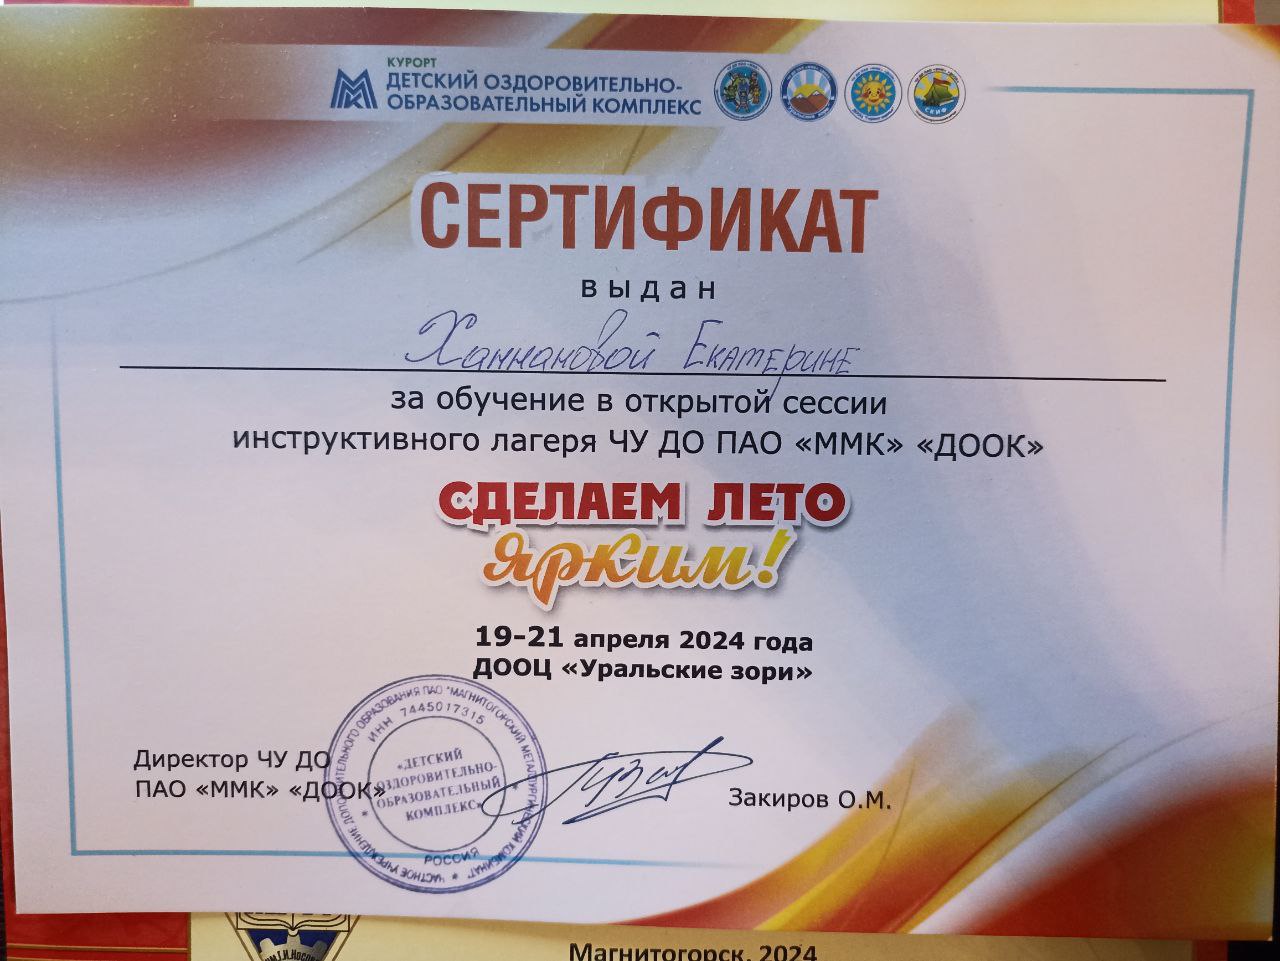 КУРОРТ
ДЕТСКИЙ ОЗДОРОВИТЕЛЬНО-
ОБРАЗОВАТЕЛЬНЫЙ КОМПЛЕКС
СКИФ
СЕРТИФИКАТ
выдан
Ханнановой Екатерине
за обучение в открытой сессии
инструктивного лагеря ЧУ ДО ПАО «ММК» «ДООК»
СДЕЛАЕМ ЛЕТО
ЯРКИМ!
19-21 апреля 2024 года
ДООЦ «Уральские зори»
Директор ЧУ ДО
ПАО «ММК» «ДООК»
Закиров О.М.
ЧАСТНОЕ УЧРЕЖДЕНИЕ ДОПОЛНИТЕЛЬНОГО ОБРАЗОВАНИЯ ПАО "МАГНИТОГОРСКИЙ МЕТАЛЛУРГИЧЕСКИЙ КОМБИНАТ"
ИНН 7445017315
«ДЕТСКИЙ
ОЗДОРОВИТЕЛЬНО-
ОБРАЗОВАТЕЛЬНЫЙ
КОМПЛЕКС»
РОССИЯ
Магнитогорск, 2024